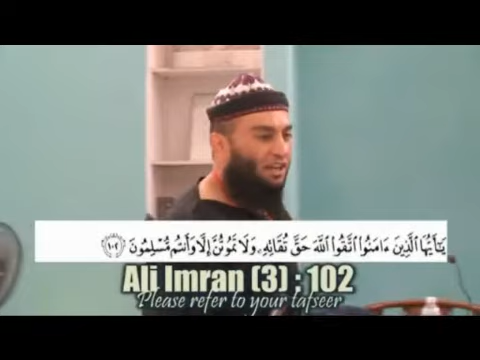 يَٰٓأَيُّهَا ٱلَّذِينَ ءَامَنُوا۟ ٱتَّقُوا۟ ٱللَّهَ حَقَّ تُقَاتِهِۦ وَلَا تَمُوتُنَّ إِلَّا وَأَنتُم مُّسْلِمُونَ ﴿١٠٢﴾
Ali Imran (3) : 102
Please refer to your tafseer